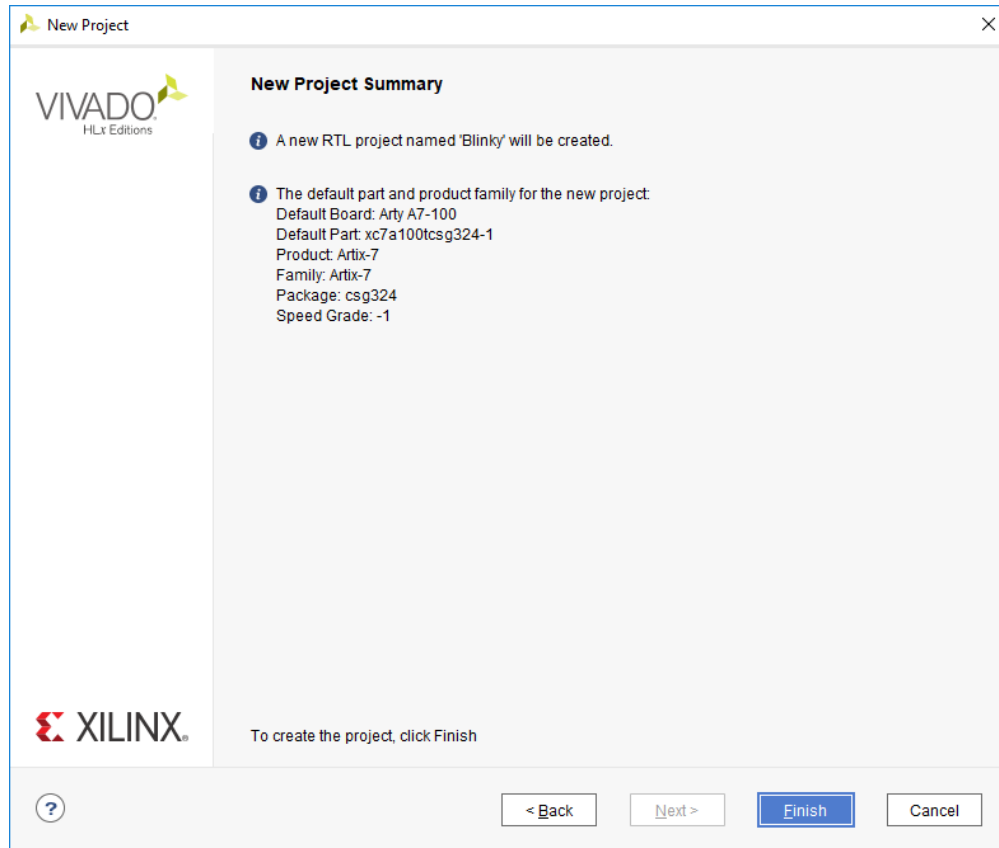 New Project
VIVADO.
HLx Editions
New Project Summary
A new RTL project named 'Blinky' will be created.
The default part and product family for the new project:
Default Board: Arty A7-100
Default Part: xc7a100tcsg324-1
Product: Artix-7
Family: Artix-7
Package: csg324
Speed Grade: -1
XILINX.
To create the project, click Finish
?
< Back
Next >
Finish
Cancel